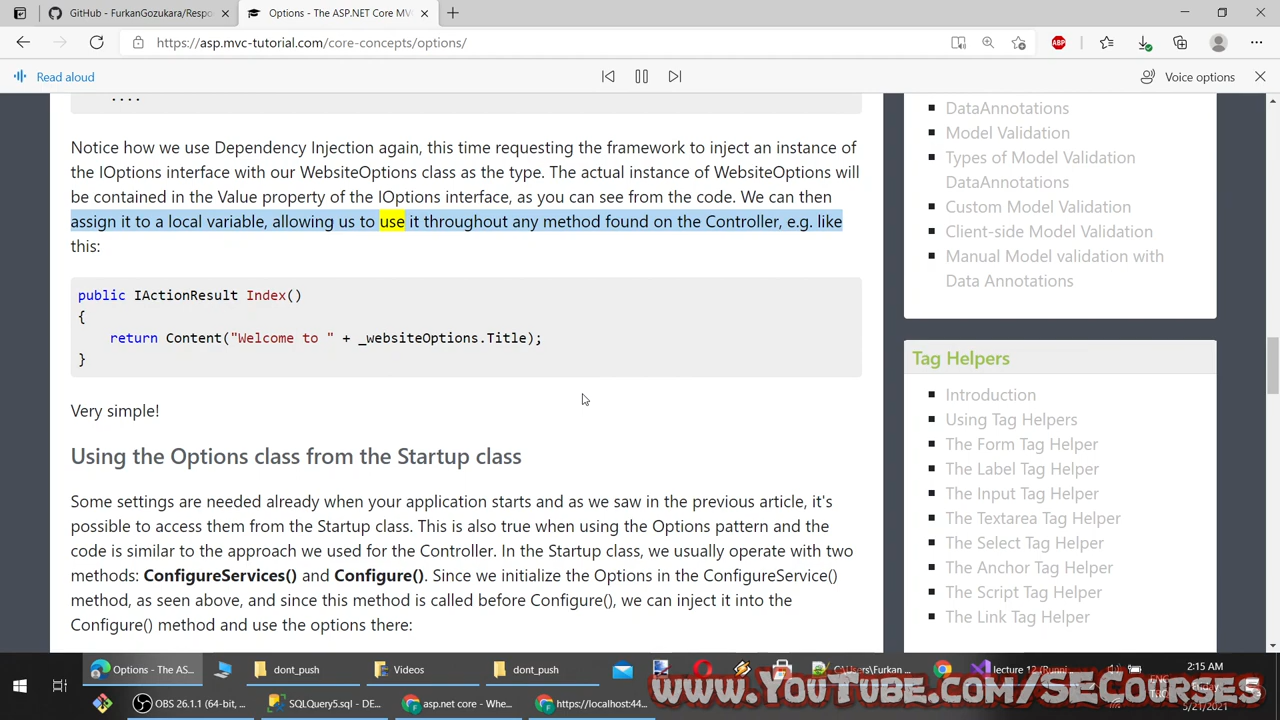 GitHub - FurkanGozukara/Respo
Options - The ASP.NET Core MV
https://asp.mvc-tutorial.com/core-concepts/options/
ABP
Read aloud
Voice options
....
Notice how we use Dependency Injection again, this time requesting the framework to inject an instance of
the IOptions interface with our WebsiteOptions class as the type. The actual instance of WebsiteOptions will
be contained in the Value property of the IOptions interface, as you can see from the code. We can then
assign it to a local variable, allowing us to use it throughout any method found on the Controller, e.g. like
this:
public IActionResult Index()
{
return Content("Welcome to " + _websiteOptions.Title);
}
Very simple!
Using the Options class from the Startup class
Some settings are needed already when your application starts and as we saw in the previous article, it's
possible to access them from the Startup class. This is also true when using the Options pattern and the
code is similar to the approach we used for the Controller. In the Startup class, we usually operate with two
methods: ConfigureServices() and Configure(). Since we initialize the Options in the ConfigureService()
method, as seen above, and since this method is called before Configure(), we can inject it into the
Configure() method and use the options there:
DataAnnotations
Model Validation
Types of Model Validation
DataAnnotations
Custom Model Validation
Client-side Model Validation
Manual Model validation with
Data Annotations
Tag Helpers
Introduction
Using Tag Helpers
The Form Tag Helper
The Label Tag Helper
The Input Tag Helper
The Textarea Tag Helper
The Select Tag Helper
The Anchor Tag Helper
The Script Tag Helper
The Link Tag Helper
Options - The AS...
dont_push
Videos
dont_push
C:\Users\Furkan ...
lecture 12 (Runni...
2:15 AM
ENG
Friday
5/21/2021
OBS 26.1.1 (64-bit, ...
SQLQuery5.sql - DE...
asp.net core - Whe...
https://localhost:44...
www.YouTube.com/SECourses